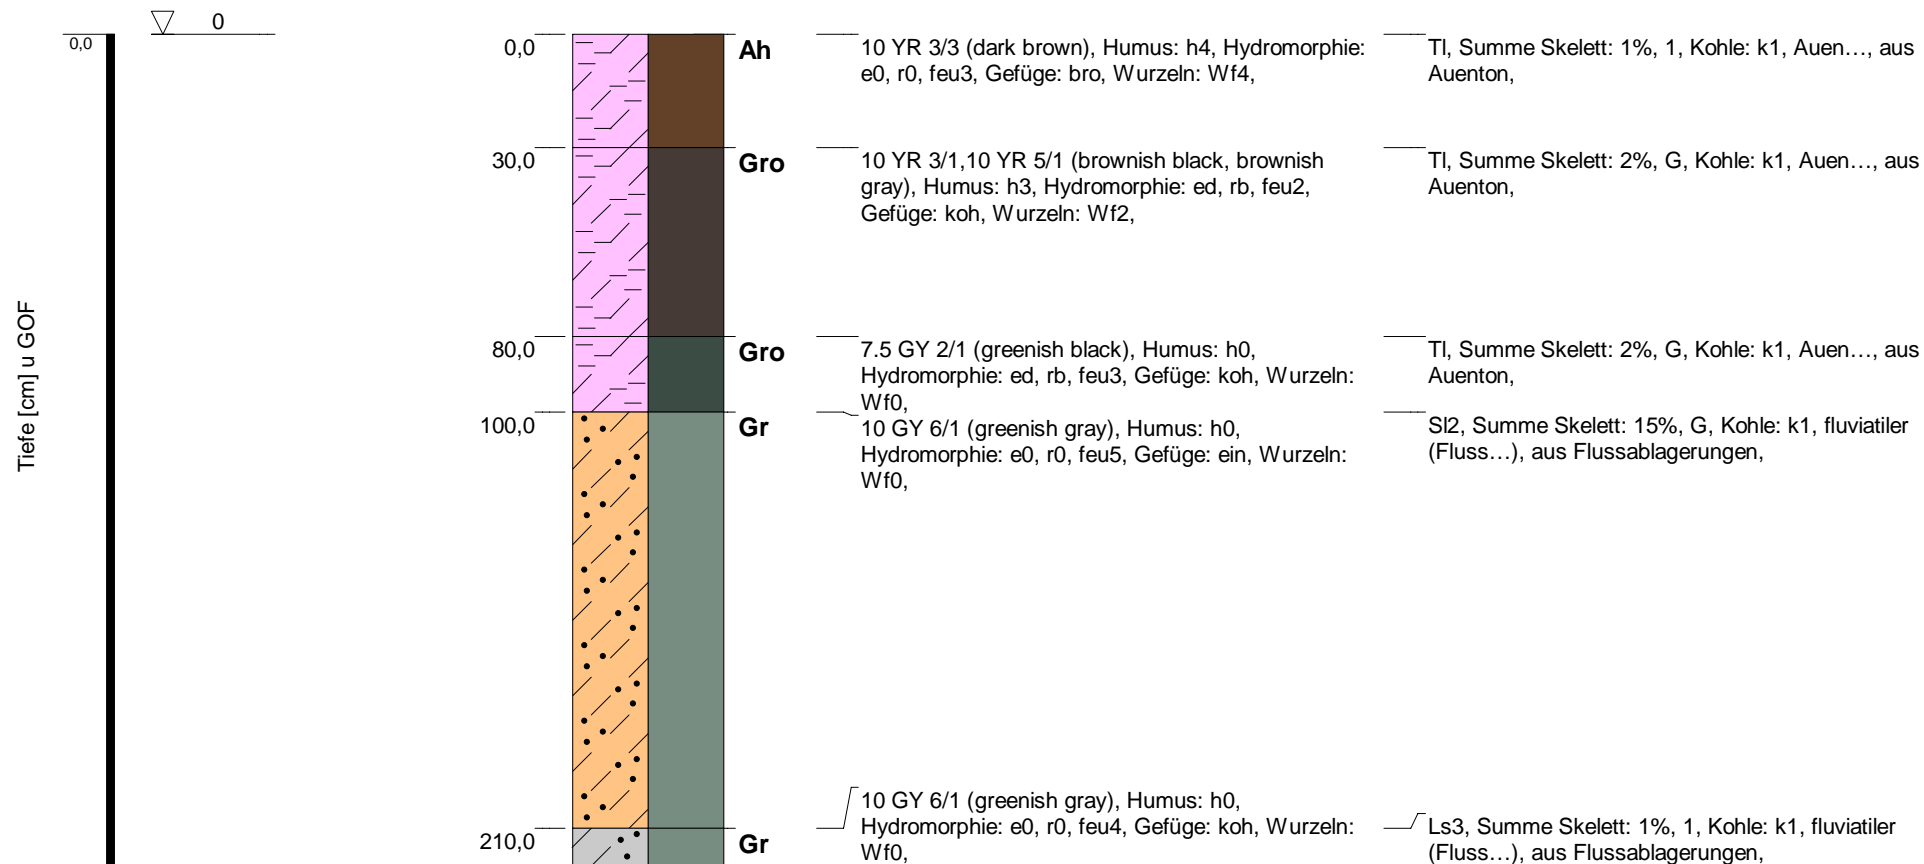 0
0,0
Tiefe [cm] u GOF
0,0
Ah
10 YR 3/3 (dark brown), Humus: h4, Hydromorphie:
e0, r0, feu3, Gefüge: bro, Wurzeln: Wf4,
Tl, Summe Skelett: 1%, 1, Kohle: k1, Auen…, aus
Auenton,
30,0
Gro
10 YR 3/1,10 YR 5/1 (brownish black, brownish
gray), Humus: h3, Hydromorphie: ed, rb, feu2,
Gefüge: koh, Wurzeln: Wf2,
Tl, Summe Skelett: 2%, G, Kohle: k1, Auen…, aus
Auenton,
80,0
Gro
7.5 GY 2/1 (greenish black), Humus: h0,
Hydromorphie: ed, rb, feu3, Gefüge: koh, Wurzeln:
Wf0,
Tl, Summe Skelett: 2%, G, Kohle: k1, Auen…, aus
Auenton,
100,0
Gr
10 GY 6/1 (greenish gray), Humus: h0,
Hydromorphie: e0, r0, feu5, Gefüge: ein, Wurzeln:
Wf0,
Sl2, Summe Skelett: 15%, G, Kohle: k1, fluviatiler
(Fluss…), aus Flussablagerungen,
210,0
Gr
10 GY 6/1 (greenish gray), Humus: h0,
Hydromorphie: e0, r0, feu4, Gefüge: koh, Wurzeln:
Wf0,
Ls3, Summe Skelett: 1%, 1, Kohle: k1, fluviatiler
(Fluss…), aus Flussablagerungen,